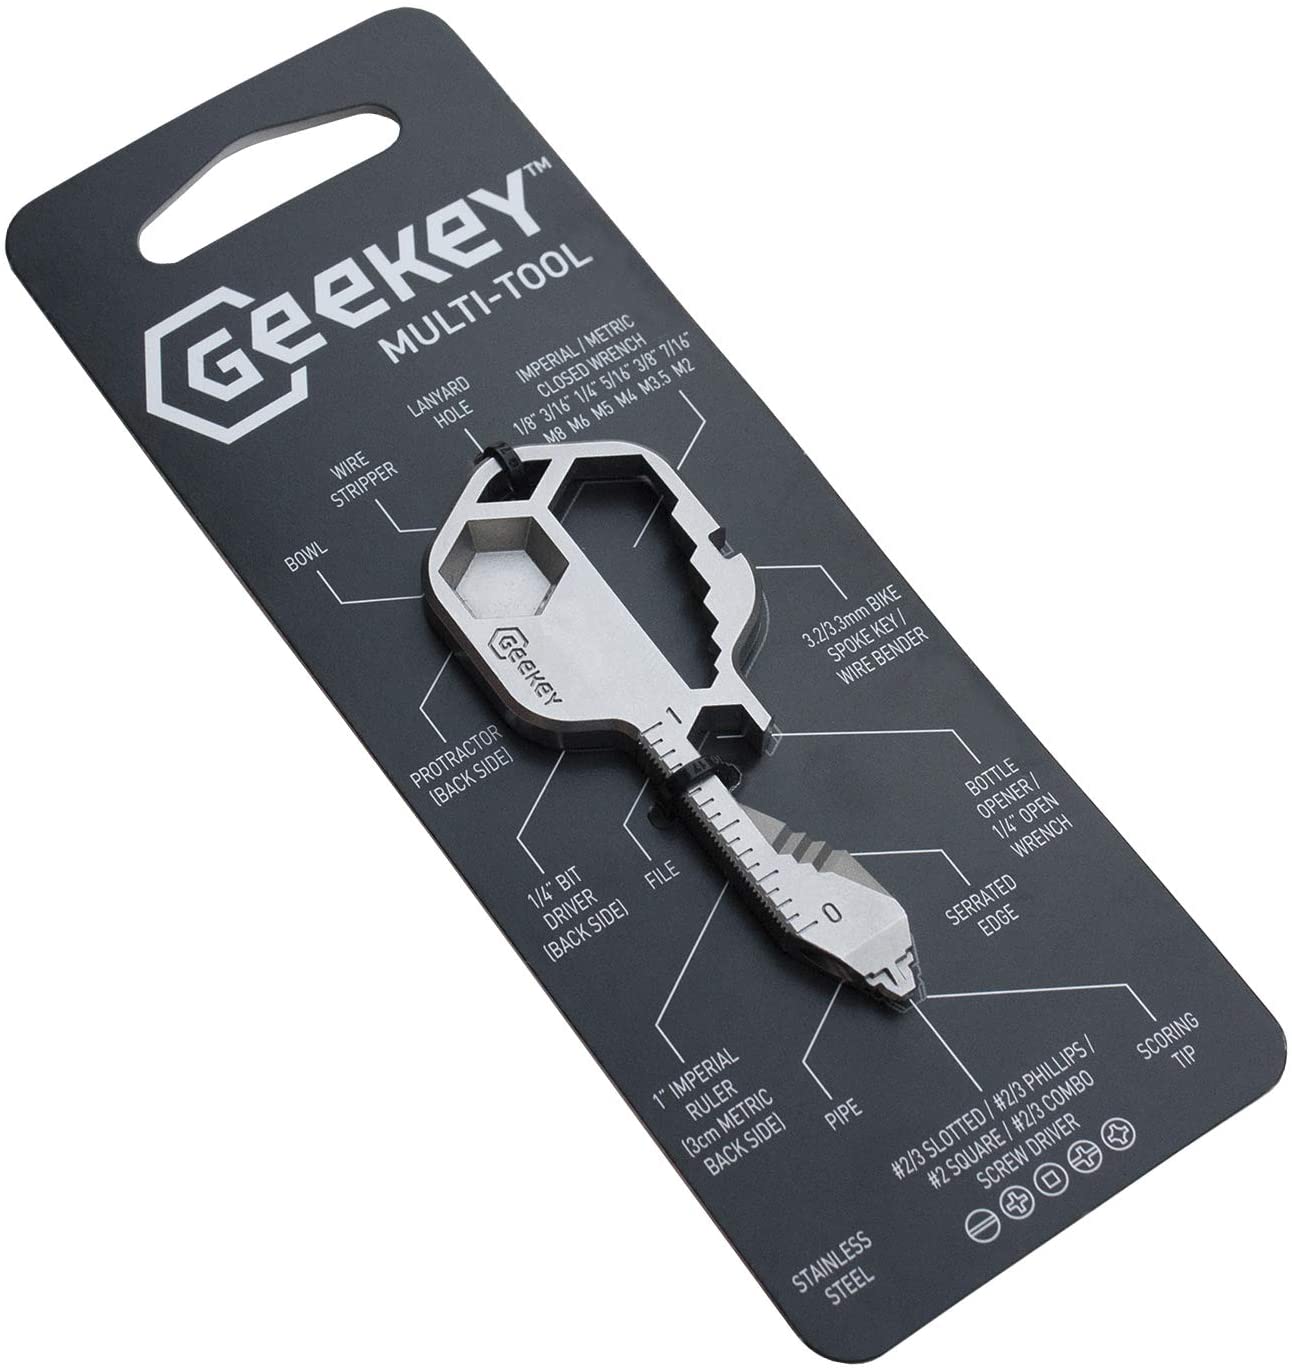 GeeKey™
MULTI-TOOL
IMPERIAL / METRIC
CLOSED WRENCH
1/8" 3/16" 1/4" 5/16" 3/8" 7/16"
M8 M6 M5 M4 M3.5 M2
LANYARD
HOLE
WIRE
STRIPPER
BOWL
3.2/3.3mm BIKE
SPOKE KEY /
WIRE BENDER
GeeKey
1
PROTRACTOR
(BACK SIDE)
BOTTLE
OPENER /
1/4" OPEN
WRENCH
1/4" BIT
DRIVER
(BACK SIDE)
FILE
0
SERRATED
EDGE
1" IMPERIAL
RULER
(3cm METRIC
BACK SIDE)
PIPE
SCORING
TIP
#2/3 SLOTTED / #2/3 PHILLIPS /
#2 SQUARE / #2/3 COMBO
SCREW DRIVER
STAINLESS
STEEL